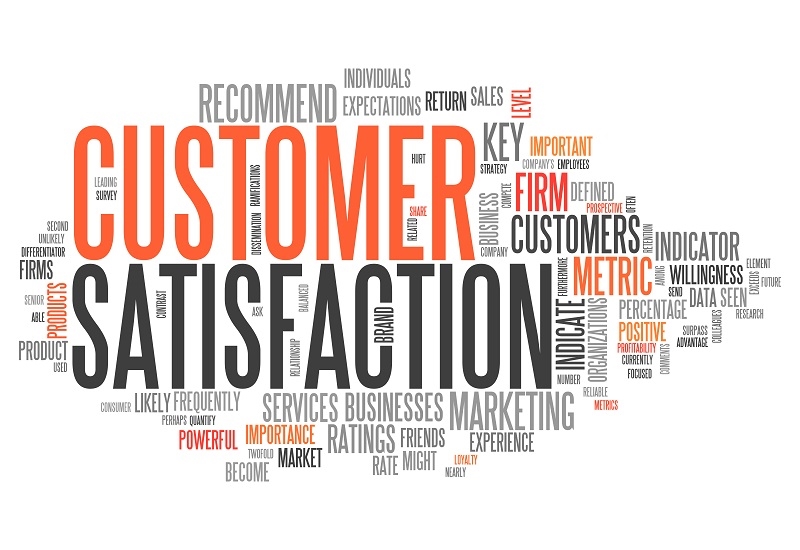 INDIVIDUALS
RECOMMEND
EXPECTATIONS
RETURN
SALES
LEVEL
CUSTOMER
LEADING
SURVEY
DISSEMINATION
RAMIFICATIONS
HURT
RELATED
SHARE
KEY
STRATEGY
IMPORTANT
COMPANY'S
EMPLOYEES
BUSINESS
COMPETE
FIRM
DEFINED
PROSPECTIVE
OFTEN
COMPANY
CUSTOMERS
RETENTION
INDICATOR
SECOND
UNLIKELY
DIFFERENTIATOR
FIRMS
SENIOR
ABLE
PRODUCTS
PRODUCT
USED
SATISFACTION
CONTRAST
ASK
RELATIONSHIP
BALANCED
BRAND
FURTHERMORE
METRIC
AMONG
WILLINGNESS
ELEMENT
EXCEEDS
FUTURE
SEND
DATA
SEEN
RESEARCH
INDICATE
ORGANIZATIONS
PERCENTAGE
POSITIVE
SURPASS
ADVANTAGE
COLLEAGUES
PROFITABILITY
CURRENTLY
FOCUSED
COMMENTS
NUMBER
RELIABLE
METRICS
CONSUMER
LIKELY
FREQUENTLY
PERHAPS
QUANTIFY
SERVICES
BUSINESSES
MARKETING
POWERFUL
IMPORTANCE
RATINGS
FRIENDS
EXPERIENCE
TWOFOLD
MARKET
BECOME
RATE
MIGHT
LOYALTY
NEARLY